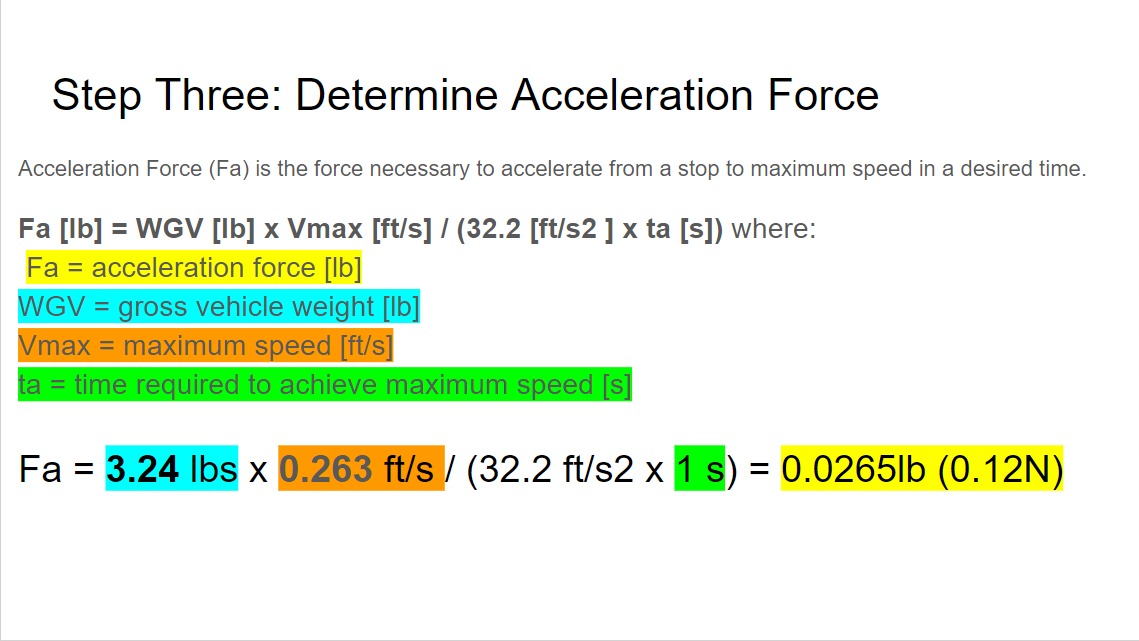 Step Three: Determine Acceleration Force
Acceleration Force (Fa) is the force necessary to accelerate from a stop to maximum speed in a desired time.
Fa [lb] = WGV [lb] x Vmax [ft/s] / (32.2 [ft/s2 ] x ta [s]) where:
Fa = acceleration force [lb]
WGV = gross vehicle weight [lb]
Vmax = maximum speed [ft/s]
ta = time required to achieve maximum speed [s]
Fa = 3.24 lbs x 0.263 ft/s / (32.2 ft/s2 x 1 s) = 0.0265lb (0.12N)